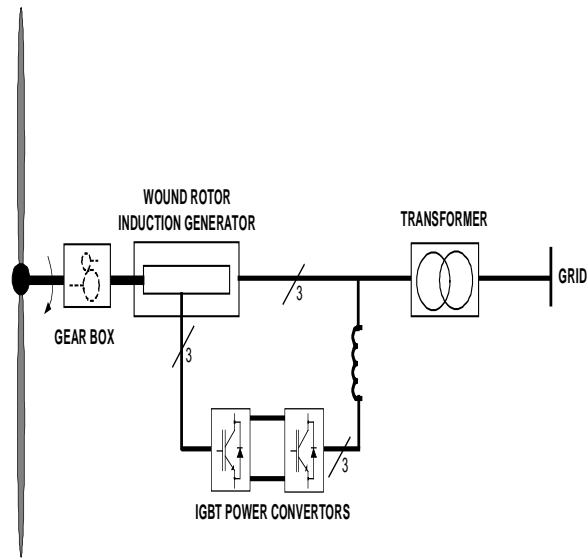 WOUND ROTOR
INDUCTION GENERATOR
TRANSFORMER
GRID
GEAR BOX
3
3
3
IGBT POWER CONVERTORS